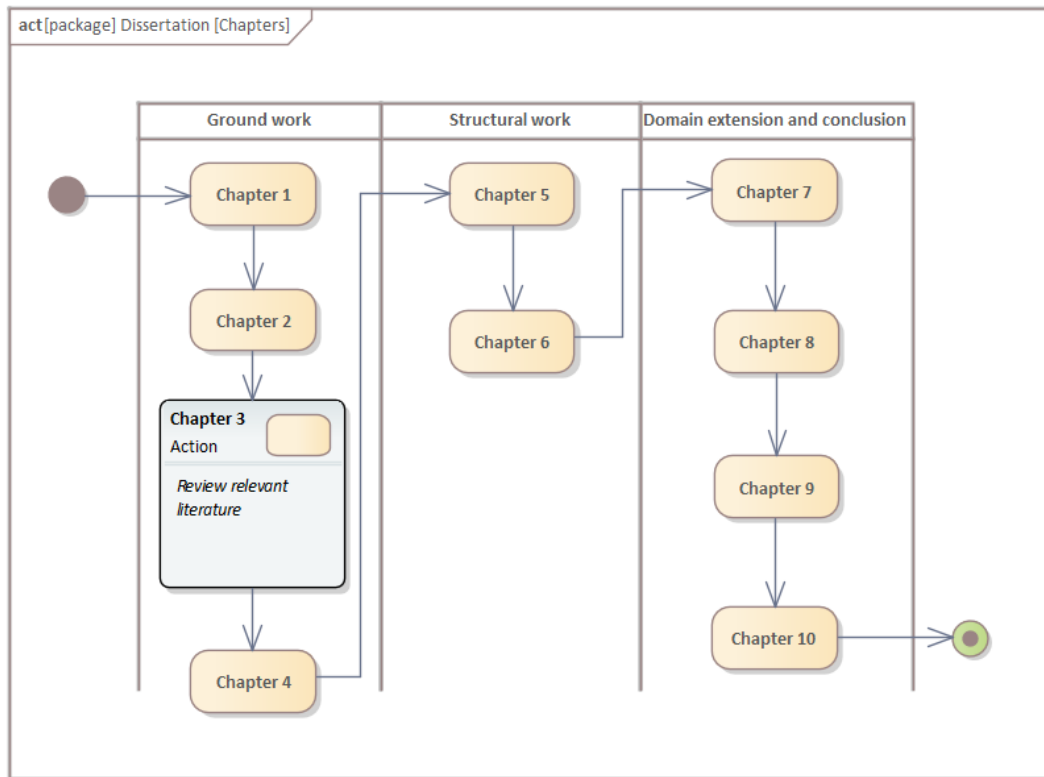 act[package] Dissertation [Chapters]
Ground work
Structural work
Domain extension and conclusion
Chapter 1
Chapter 2
Chapter 3
Action
Review relevant
literature
Chapter 4
Chapter 5
Chapter 6
Chapter 7
Chapter 8
Chapter 9
Chapter 10